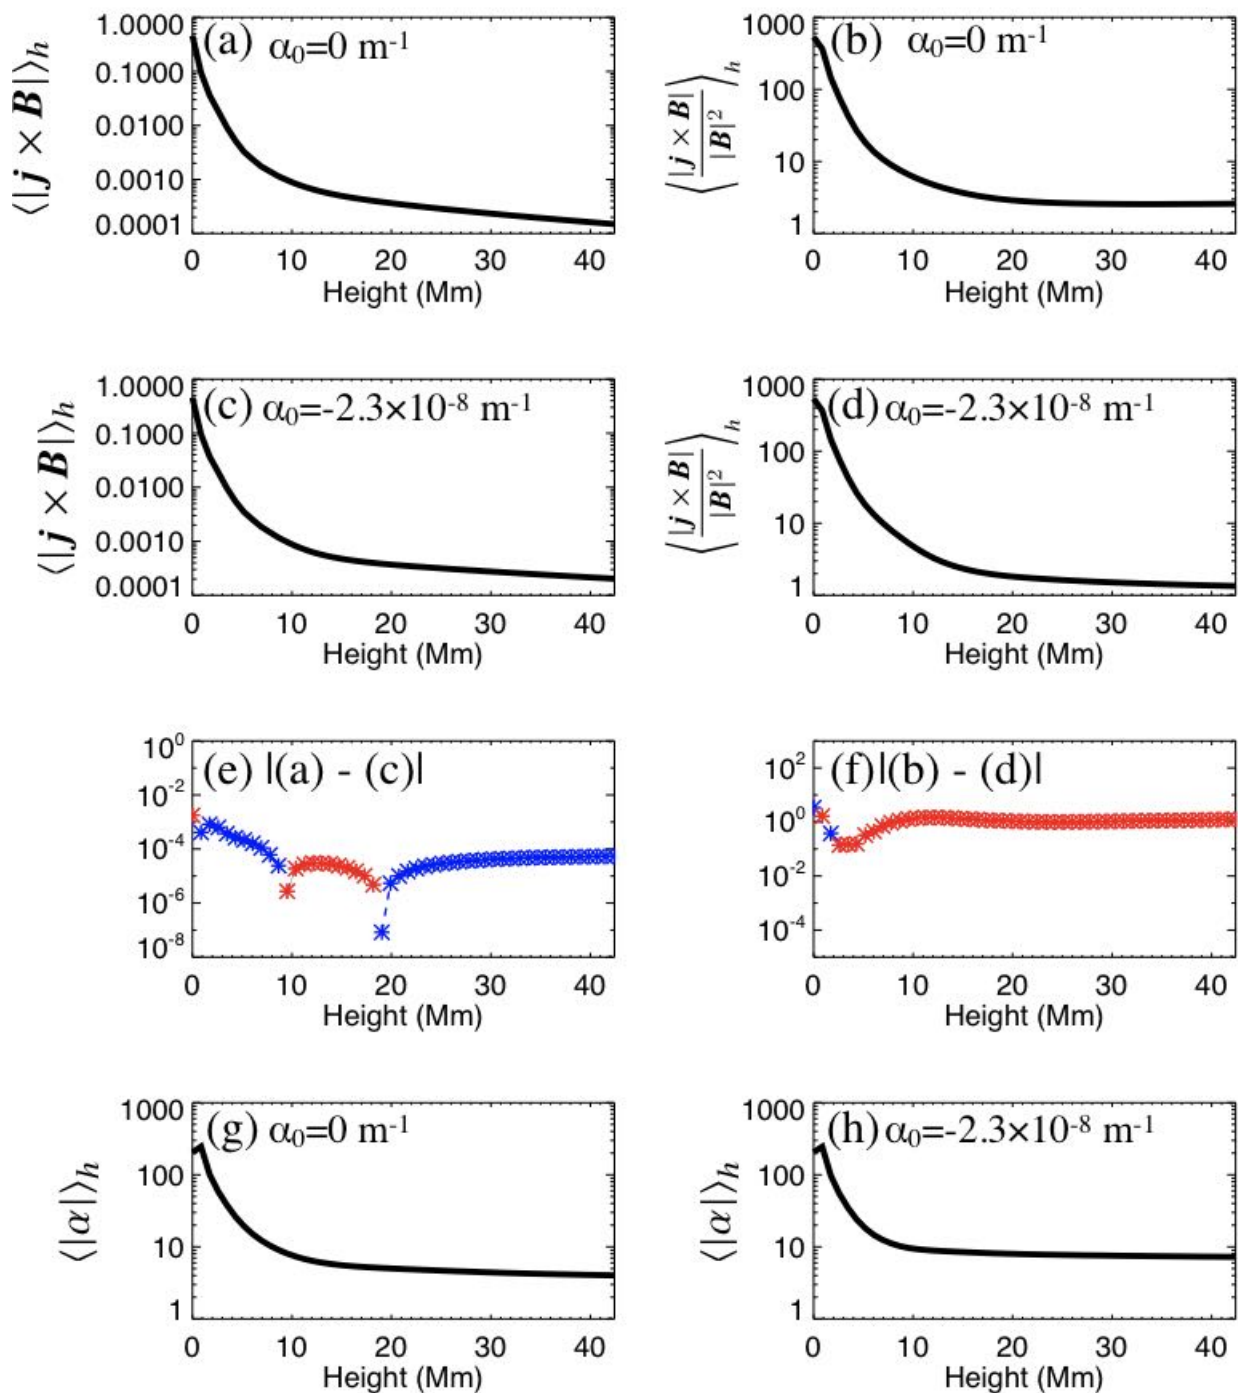 ⟨|j × B|⟩h
1.0000
0.1000
0.0100
0.0010
0.0001
(a) α₀=0 m⁻¹
0 10 20 30 40
Height (Mm)
⟨|j × B| / |B|²⟩h
1000
100
10
1
(b) α₀=0 m⁻¹
0 10 20 30 40
Height (Mm)
⟨|j × B|⟩h
1.0000
0.1000
0.0100
0.0010
0.0001
(c) α₀=-2.3×10⁻⁸ m⁻¹
0 10 20 30 40
Height (Mm)
⟨|j × B| / |B|²⟩h
1000
100
10
1
(d) α₀=-2.3×10⁻⁸ m⁻¹
0 10 20 30 40
Height (Mm)
10⁰
10⁻²
10⁻⁴
10⁻⁶
10⁻⁸
(e) |(a) - (c)|
0 10 20 30 40
Height (Mm)
10²
10⁰
10⁻²
10⁻⁴
(f) |(b) - (d)|
0 10 20 30 40
Height (Mm)
⟨|α|⟩h
1000
100
10
1
(g) α₀=0 m⁻¹
0 10 20 30 40
Height (Mm)
⟨|α|⟩h
1000
100
10
1
(h) α₀=-2.3×10⁻⁸ m⁻¹
0 10 20 30 40
Height (Mm)